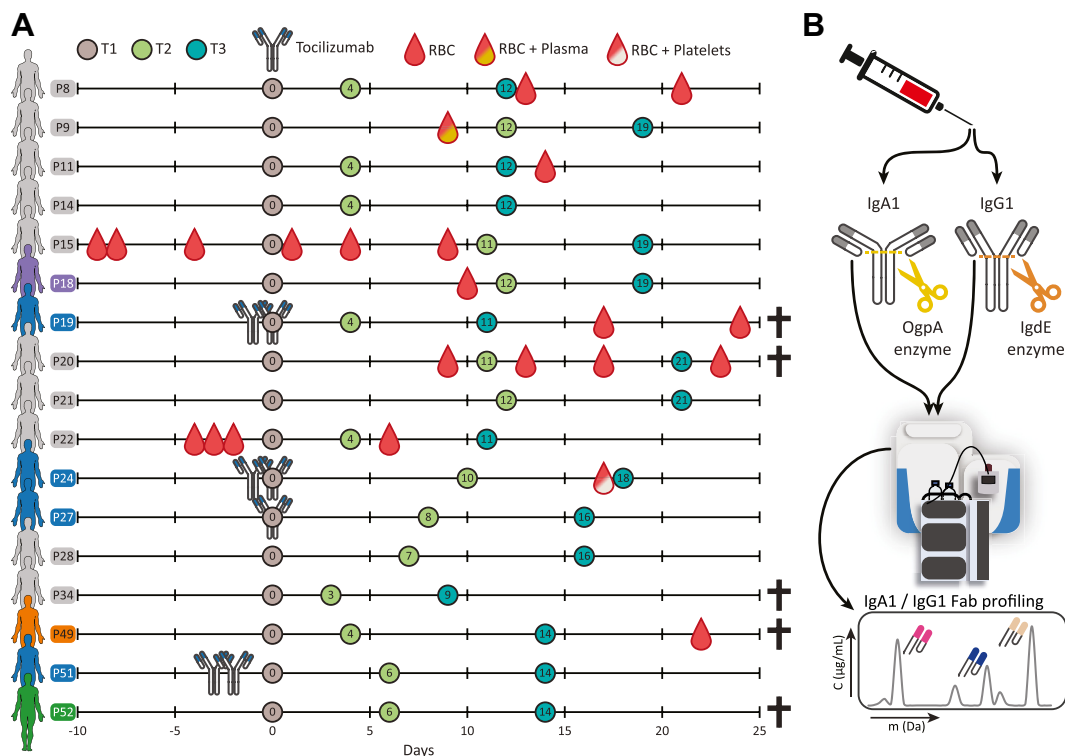 A
B
T1 T2 T3 Tocilizumab RBC RBC + Plasma RBC + Platelets
P8 0 4 12
P9 0 12 19
P11 0 4 12
P14 0 4 12
P15 0 11 19
P18 0 12 19
P19 0 4 11
P20 0 11 21
P21 0 12 21
P22 0 4 11
P24 0 10 18
P27 0 8 16
P28 0 7 16
P34 0 3 9
P49 0 4 14
P51 0 6 14
P52 0 6 14
-10 -5 0 5 10 15 20 25
Days
IgA1 IgG1
OgpA
enzyme
IgdE
enzyme
IgA1 / IgG1 Fab profiling
C (µg/mL)
m (Da)